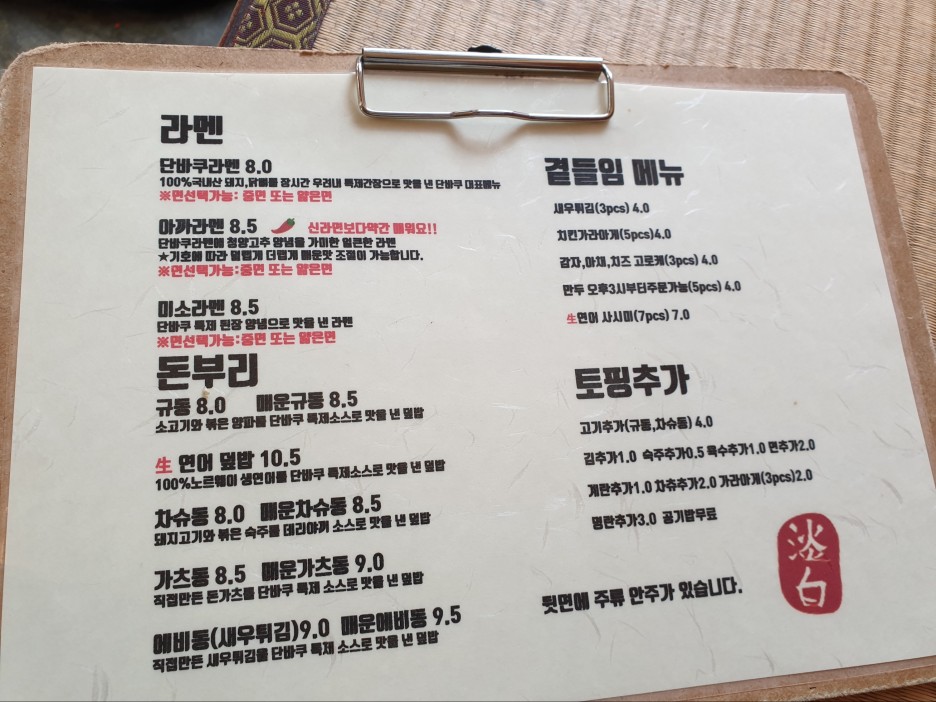 라멘
단바쿠라멘 8.0
100%국내산 돼지,닭뼈를 장시간 우려내 특제간장으로 맛을 낸 단바쿠 대표메뉴
※면선택가능: 중면 또는 얇은면
아까라멘 8.5 신라면보다약간 매워요!!
단바쿠라멘에 청양고추 양념을 가미한 얼큰한 라멘
★기호에 따라 덜맵게 더맵게 매운맛 조절이 가능합니다.
※면선택가능:중면 또는 얇은면
미소라멘 8.5
단바쿠 특제 된장 양념으로 맛을 낸 라멘
※면선택가능:중면 또는 얇은면
돈부리
규동 8.0 매운규동 8.5
소고기와 볶은 양파를 단바쿠 특제소스로 맛을 낸 덮밥
生 연어 덮밥 10.5
100%노르웨이 생연어를 단바쿠 특제소스로 맛을 낸 덮밥
차슈동 8.0 매운차슈동 8.5
돼지고기와 볶은 숙주를 데리야끼 소스로 맛을 낸 덮밥
가츠동 8.5 매운가츠동 9.0
직접만든 돈가츠를 단바쿠 특제 소스로 맛을 낸 덮밥
에비동(새우튀김)9.0 매운에비동 9.5
직접만든 새우튀김을 단바쿠 특제 소스로 맛을 낸 덮밥
곁들임 메뉴
새우튀김(3pcs) 4.0
치킨가라아게(5pcs)4.0
감자,야채,치즈 고로케(3pcs) 4.0
만두 오후3시부터주문가능(5pcs) 4.0
生연어 사시미(7pcs) 7.0
토핑추가
고기추가(규동,차슈동) 4.0
김추가1.0 숙주추가0.5 육수추가1.0 면추가2.0
계란추가1.0 차슈추가2.0 가라아게(3pcs)2.0
명란추가3.0 공기밥무료
뒷면에 주류 안주가 있습니다.
淡白